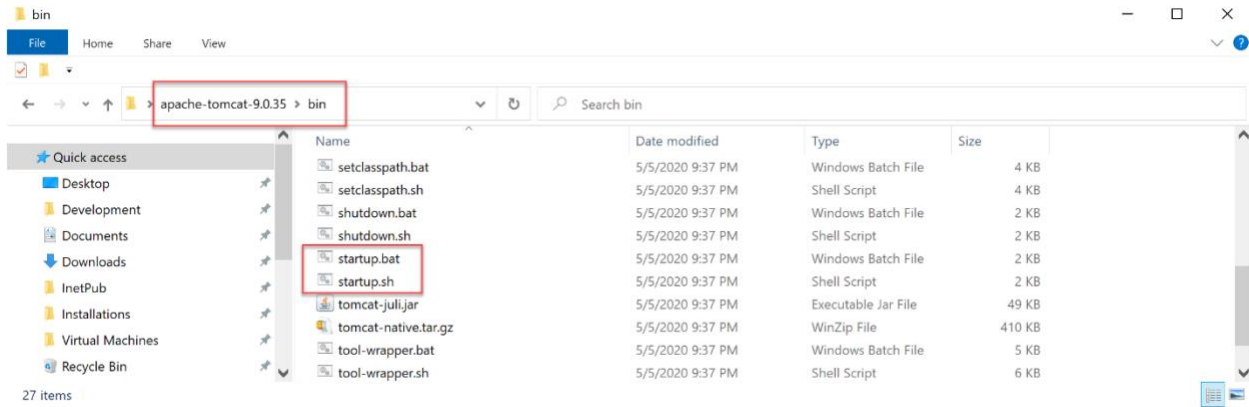 bin
File Home Share View
apache-tomcat-9.0.35 > bin
Search bin
Name Date modified Type Size
Quick access
Desktop
Development
Documents
Downloads
InetPub
Installations
Virtual Machines
Recycle Bin
setclasspath.bat 5/5/2020 9:37 PM Windows Batch File 4 KB
setclasspath.sh 5/5/2020 9:37 PM Shell Script 4 KB
shutdown.bat 5/5/2020 9:37 PM Windows Batch File 2 KB
shutdown.sh 5/5/2020 9:37 PM Shell Script 2 KB
startup.bat 5/5/2020 9:37 PM Windows Batch File 2 KB
startup.sh 5/5/2020 9:37 PM Shell Script 2 KB
tomcat-juli.jar 5/5/2020 9:37 PM Executable Jar File 49 KB
tomcat-native.tar.gz 5/5/2020 9:37 PM WinZip File 410 KB
tool-wrapper.bat 5/5/2020 9:37 PM Windows Batch File 5 KB
tool-wrapper.sh 5/5/2020 9:37 PM Shell Script 6 KB
27 items